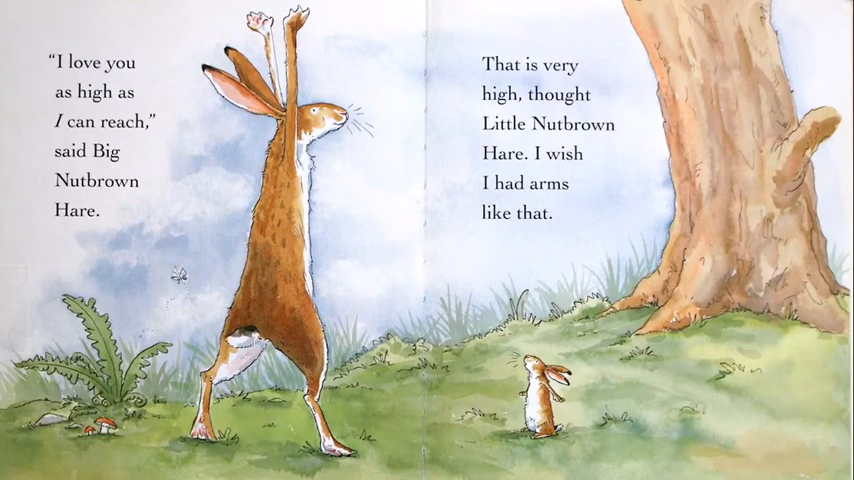 “I love you
as high as
I can reach,”
said Big
Nutbrown
Hare.
That is very
high, thought
Little Nutbrown
Hare. I wish
I had arms
like that.